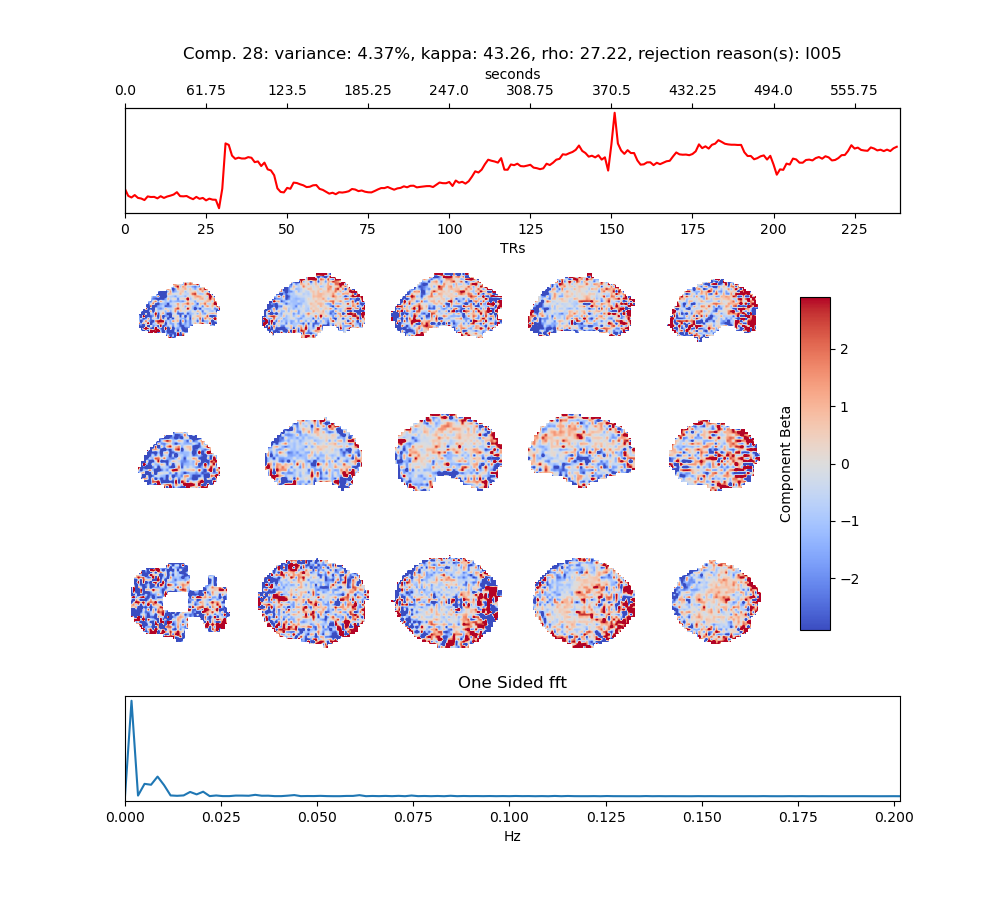 Comp. 28: variance: 4.37%, kappa: 43.26, rho: 27.22, rejection reason(s): I005
seconds
0.0 61.75 123.5 185.25 247.0 308.75 370.5 432.25 494.0 555.75
0 25 50 75 100 125 150 175 200 225
TRs
2
1
0
−1
−2
Component Beta
One Sided fft
0.000 0.025 0.050 0.075 0.100 0.125 0.150 0.175 0.200
Hz